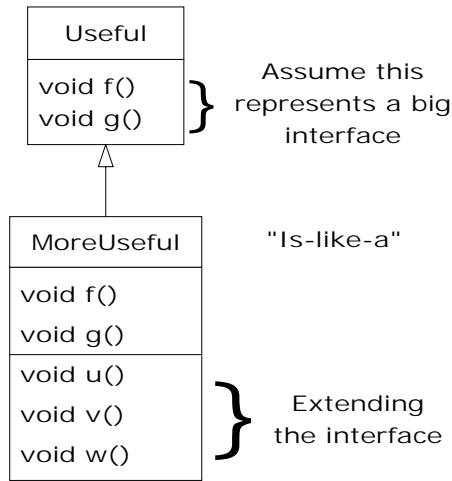 Useful
void f()
void g()
Assume this
represents a big
interface
MoreUseful
"Is-like-a"
void f()
void g()
void u()
void v()
void w()
Extending
the interface